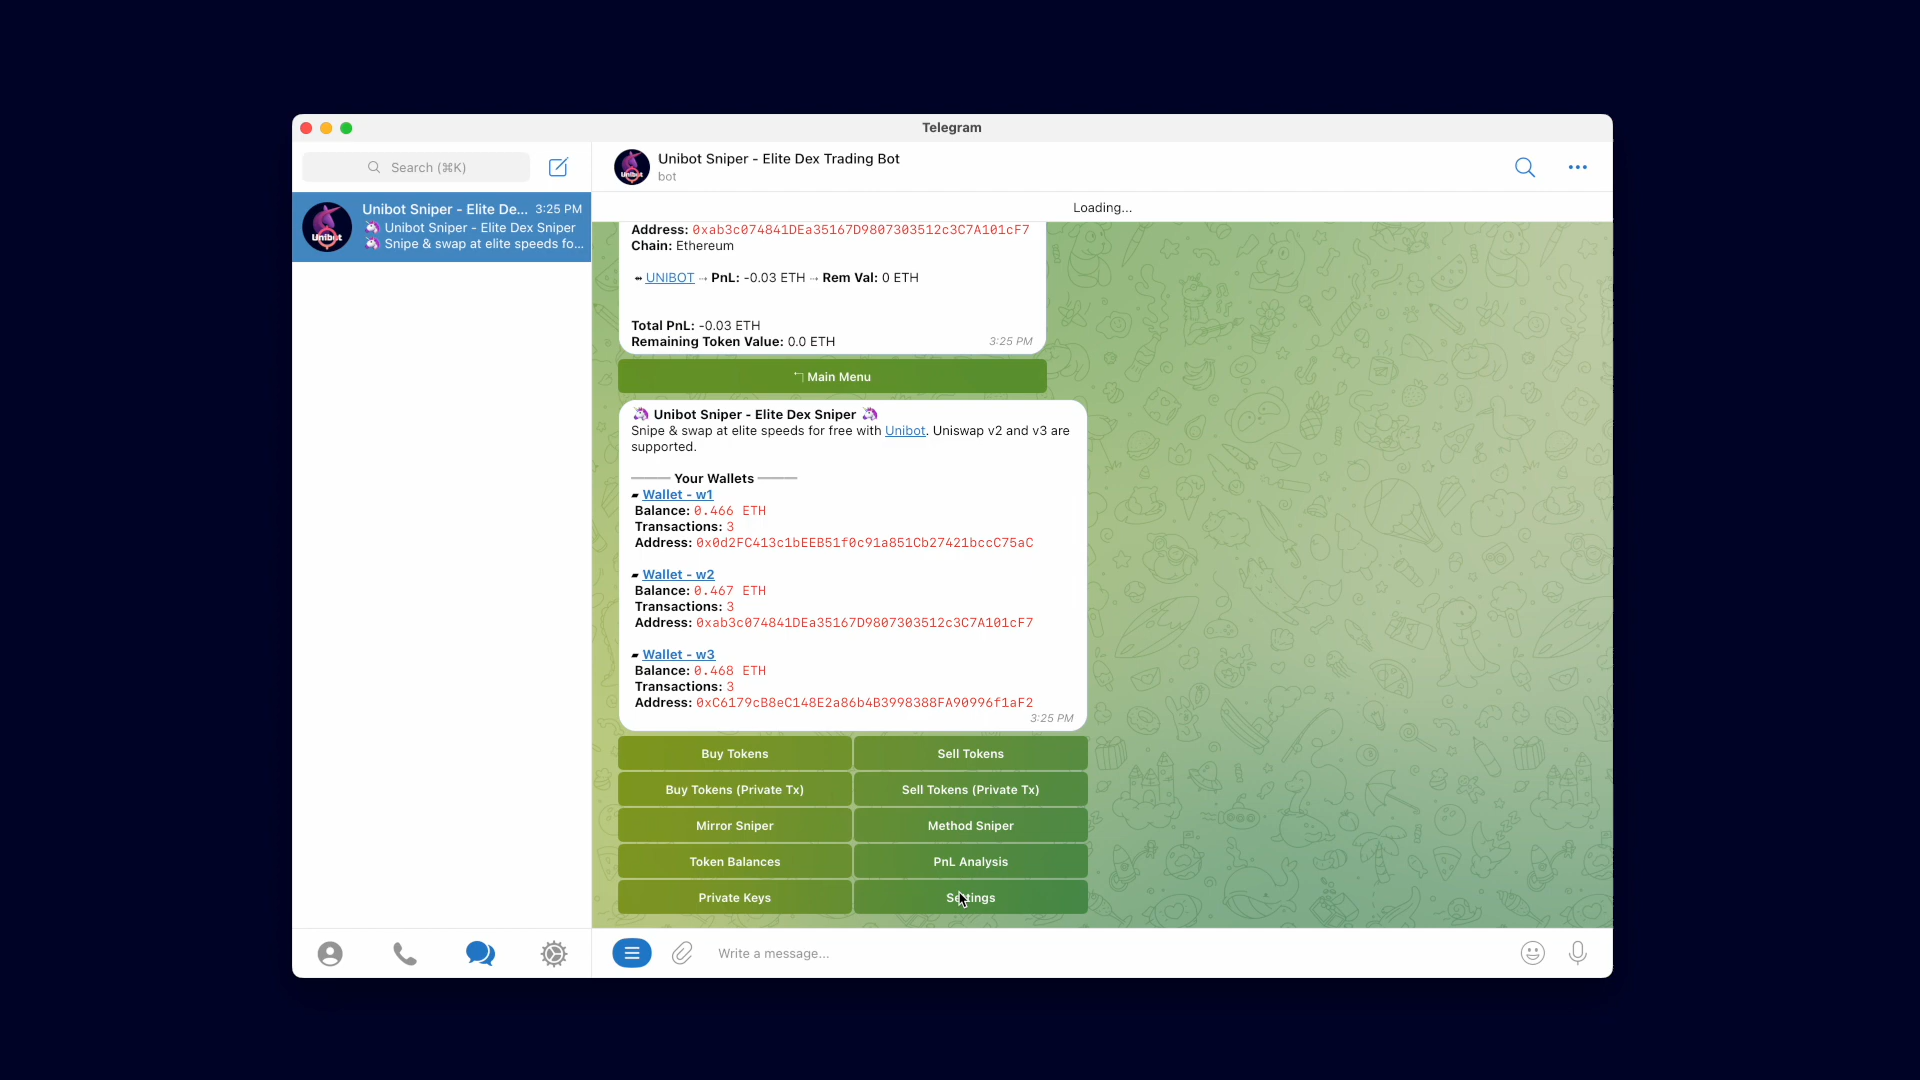 Telegram
Search (⌘K)
Unibot Sniper - Elite De... 3:25 PM
🦄 Unibot Sniper - Elite Dex Sniper
🦄 Snipe & swap at elite speeds fo...
Unibot
Unibot Sniper - Elite Dex Trading Bot
bot
Loading...
Address: 0xab3c074841DEa35167D9807303512c3C7A101cF7
Chain: Ethereum
UNIBOT → PnL: -0.03 ETH → Rem Val: 0 ETH
Total PnL: -0.03 ETH
Remaining Token Value: 0.0 ETH
3:25 PM
Main Menu
🦄 Unibot Sniper - Elite Dex Sniper 🦄
Snipe & swap at elite speeds for free with Unibot. Uniswap v2 and v3 are
supported.
Your Wallets
Wallet - w1
Balance: 0.466 ETH
Transactions: 3
Address: 0x0d2FC413c1bEEB51f0c91a851Cb27421bccC75aC
Wallet - w2
Balance: 0.467 ETH
Transactions: 3
Address: 0xab3c074841DEa35167D9807303512c3C7A101cF7
Wallet - w3
Balance: 0.468 ETH
Transactions: 3
Address: 0xC6179cB8eC148E2a86b4B3998388FA90996f1aF2
3:25 PM
Buy Tokens
Sell Tokens
Buy Tokens (Private Tx)
Sell Tokens (Private Tx)
Mirror Sniper
Method Sniper
Token Balances
PnL Analysis
Private Keys
Settings
Write a message...